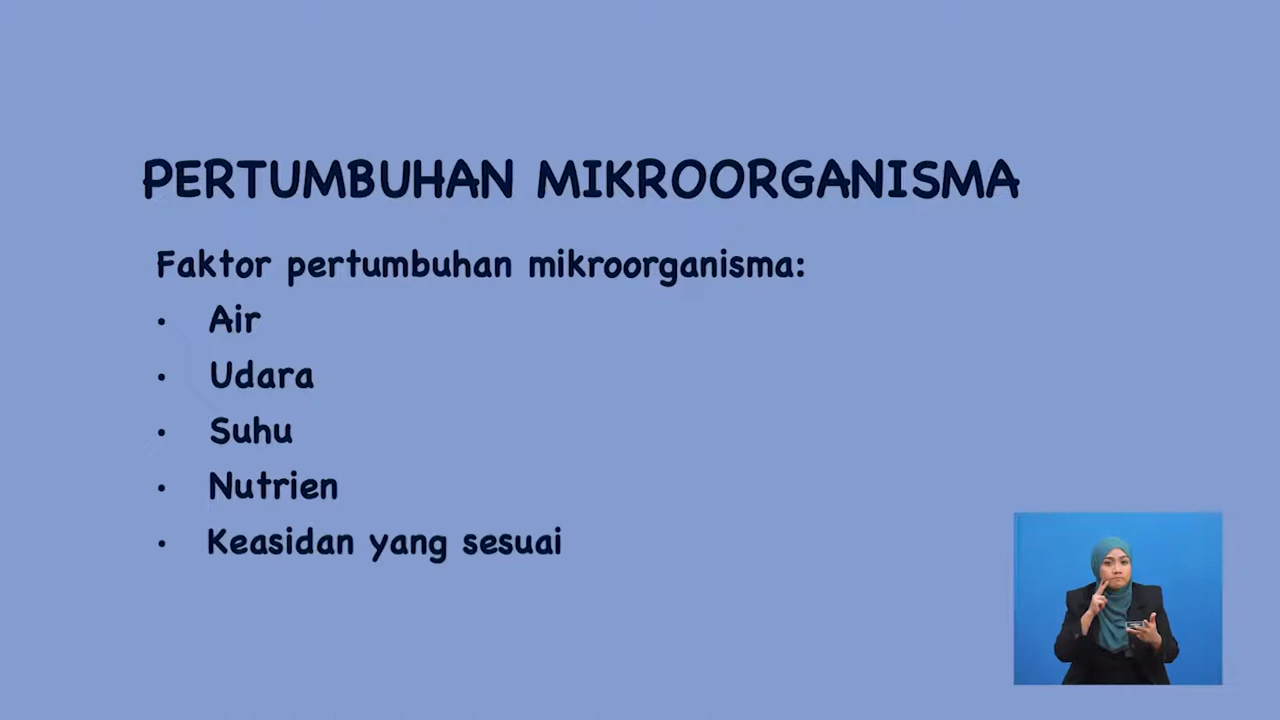 PERTUMBUHAN MIKROORGANISMA
Faktor pertumbuhan mikroorganisma:
• Air
• Udara
• Suhu
• Nutrien
• Keasidan yang sesuai